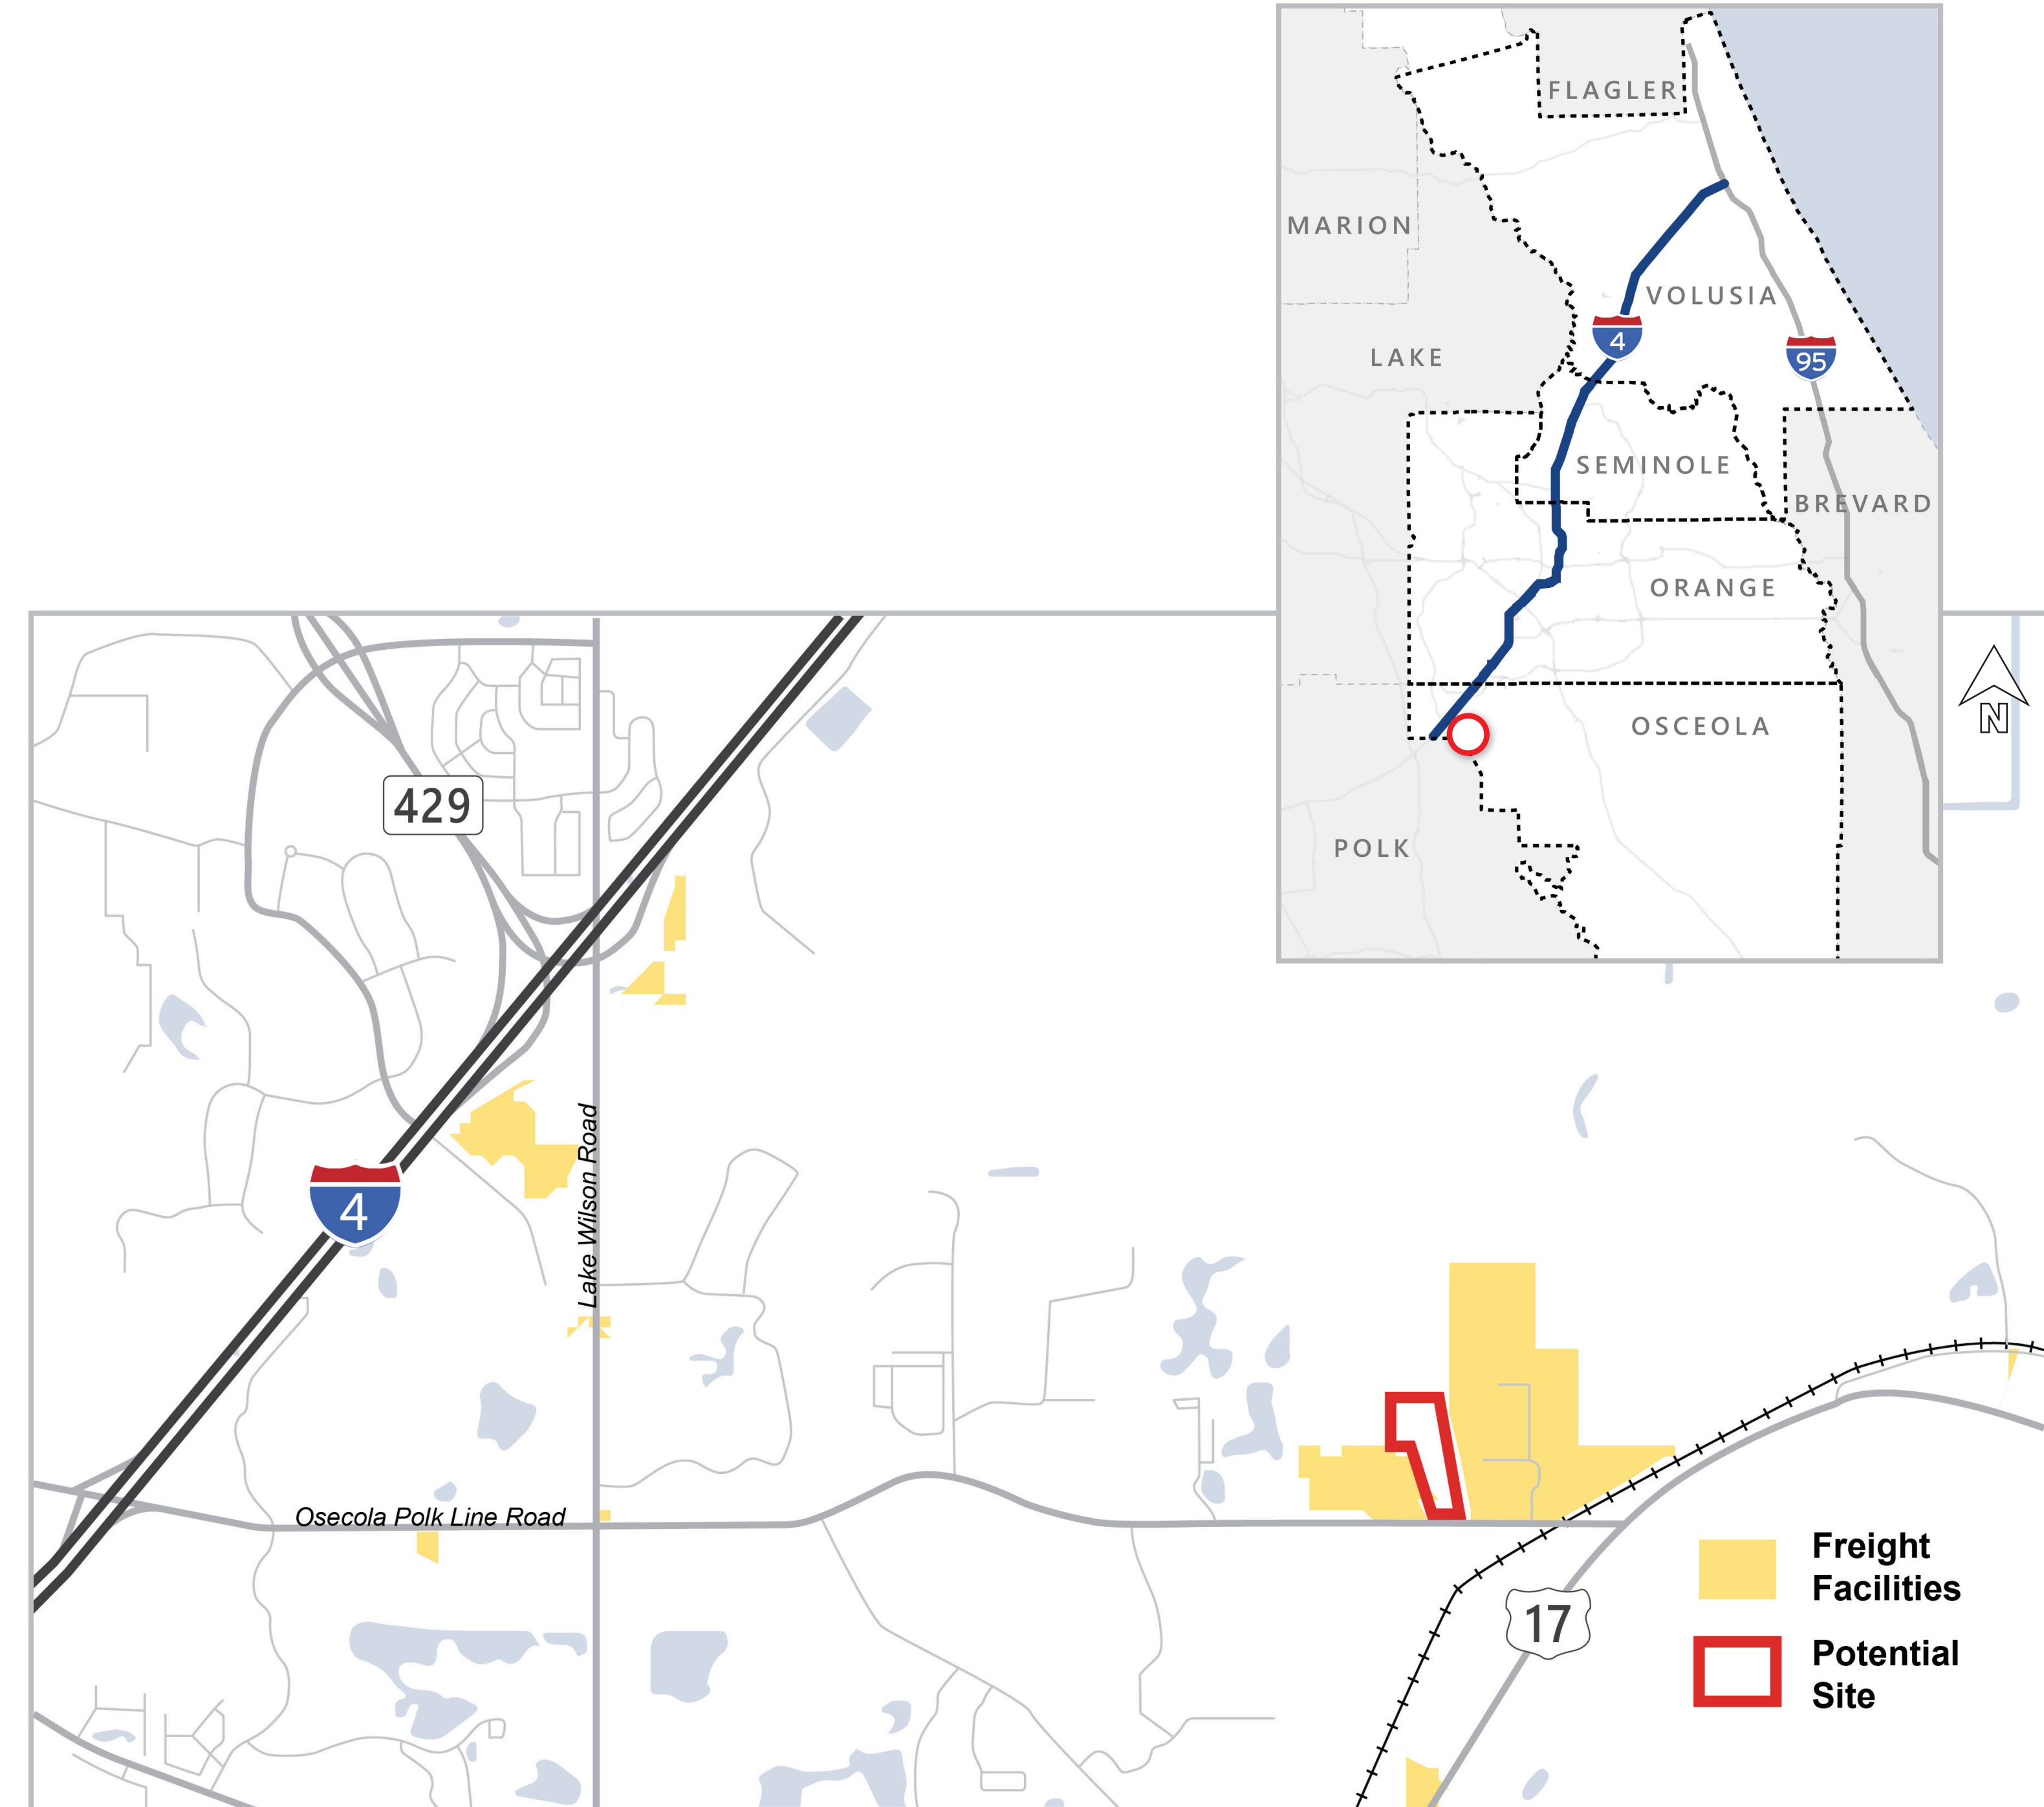 FLAGLER
MARION
VOLUSIA
4
LAKE
95
SEMINOLE
BREVARD
ORANGE
OSCEOLA
N
POLK
429
Lake Wilson Road
4
Osecola Polk Line Road
17
Freight
Facilities
Potential
Site